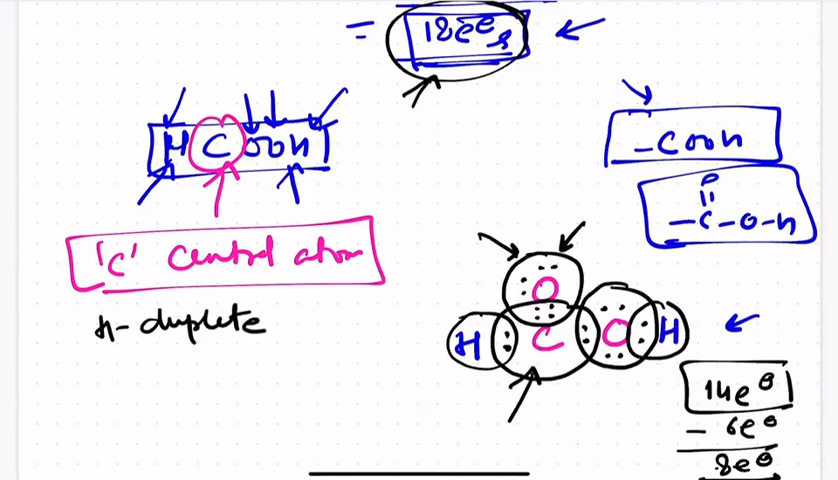 = 18e⊖s
HCOOH
-COOH
O
||
-C-O-H
'C' Central atom
H-duplete
O
H C O H
14e⊖
- 6e⊖
8e⊖